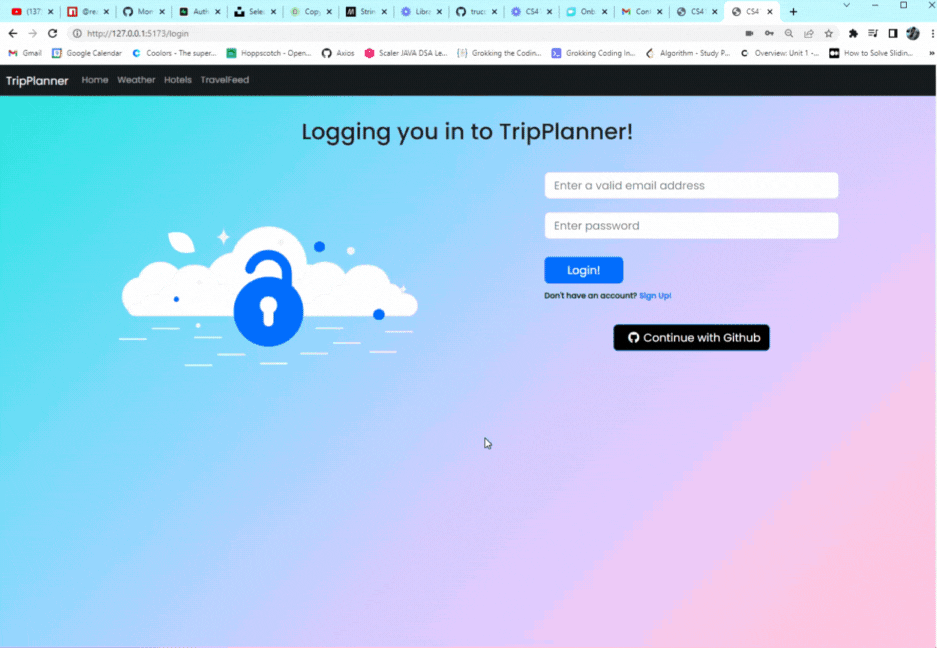 (137 @re: Mor Auth Sele Cop Strin Libra truc CS4 Onb Con CS4 CS4
http://127.0.0.1:5173/login
Gmail Google Calendar Coolors - The super... Hoppscotch - Open... Axios Scaler JAVA DSA Le... Grokking the Codin... Grokking Coding In... Algorithm - Study P... Overview: Unit 1 -... How to Solve Slidin... »
TripPlanner Home Weather Hotels TravelFeed
Logging you in to TripPlanner!
Enter a valid email address
Enter password
Login!
Don't have an account? Sign Up!
Continue with Github